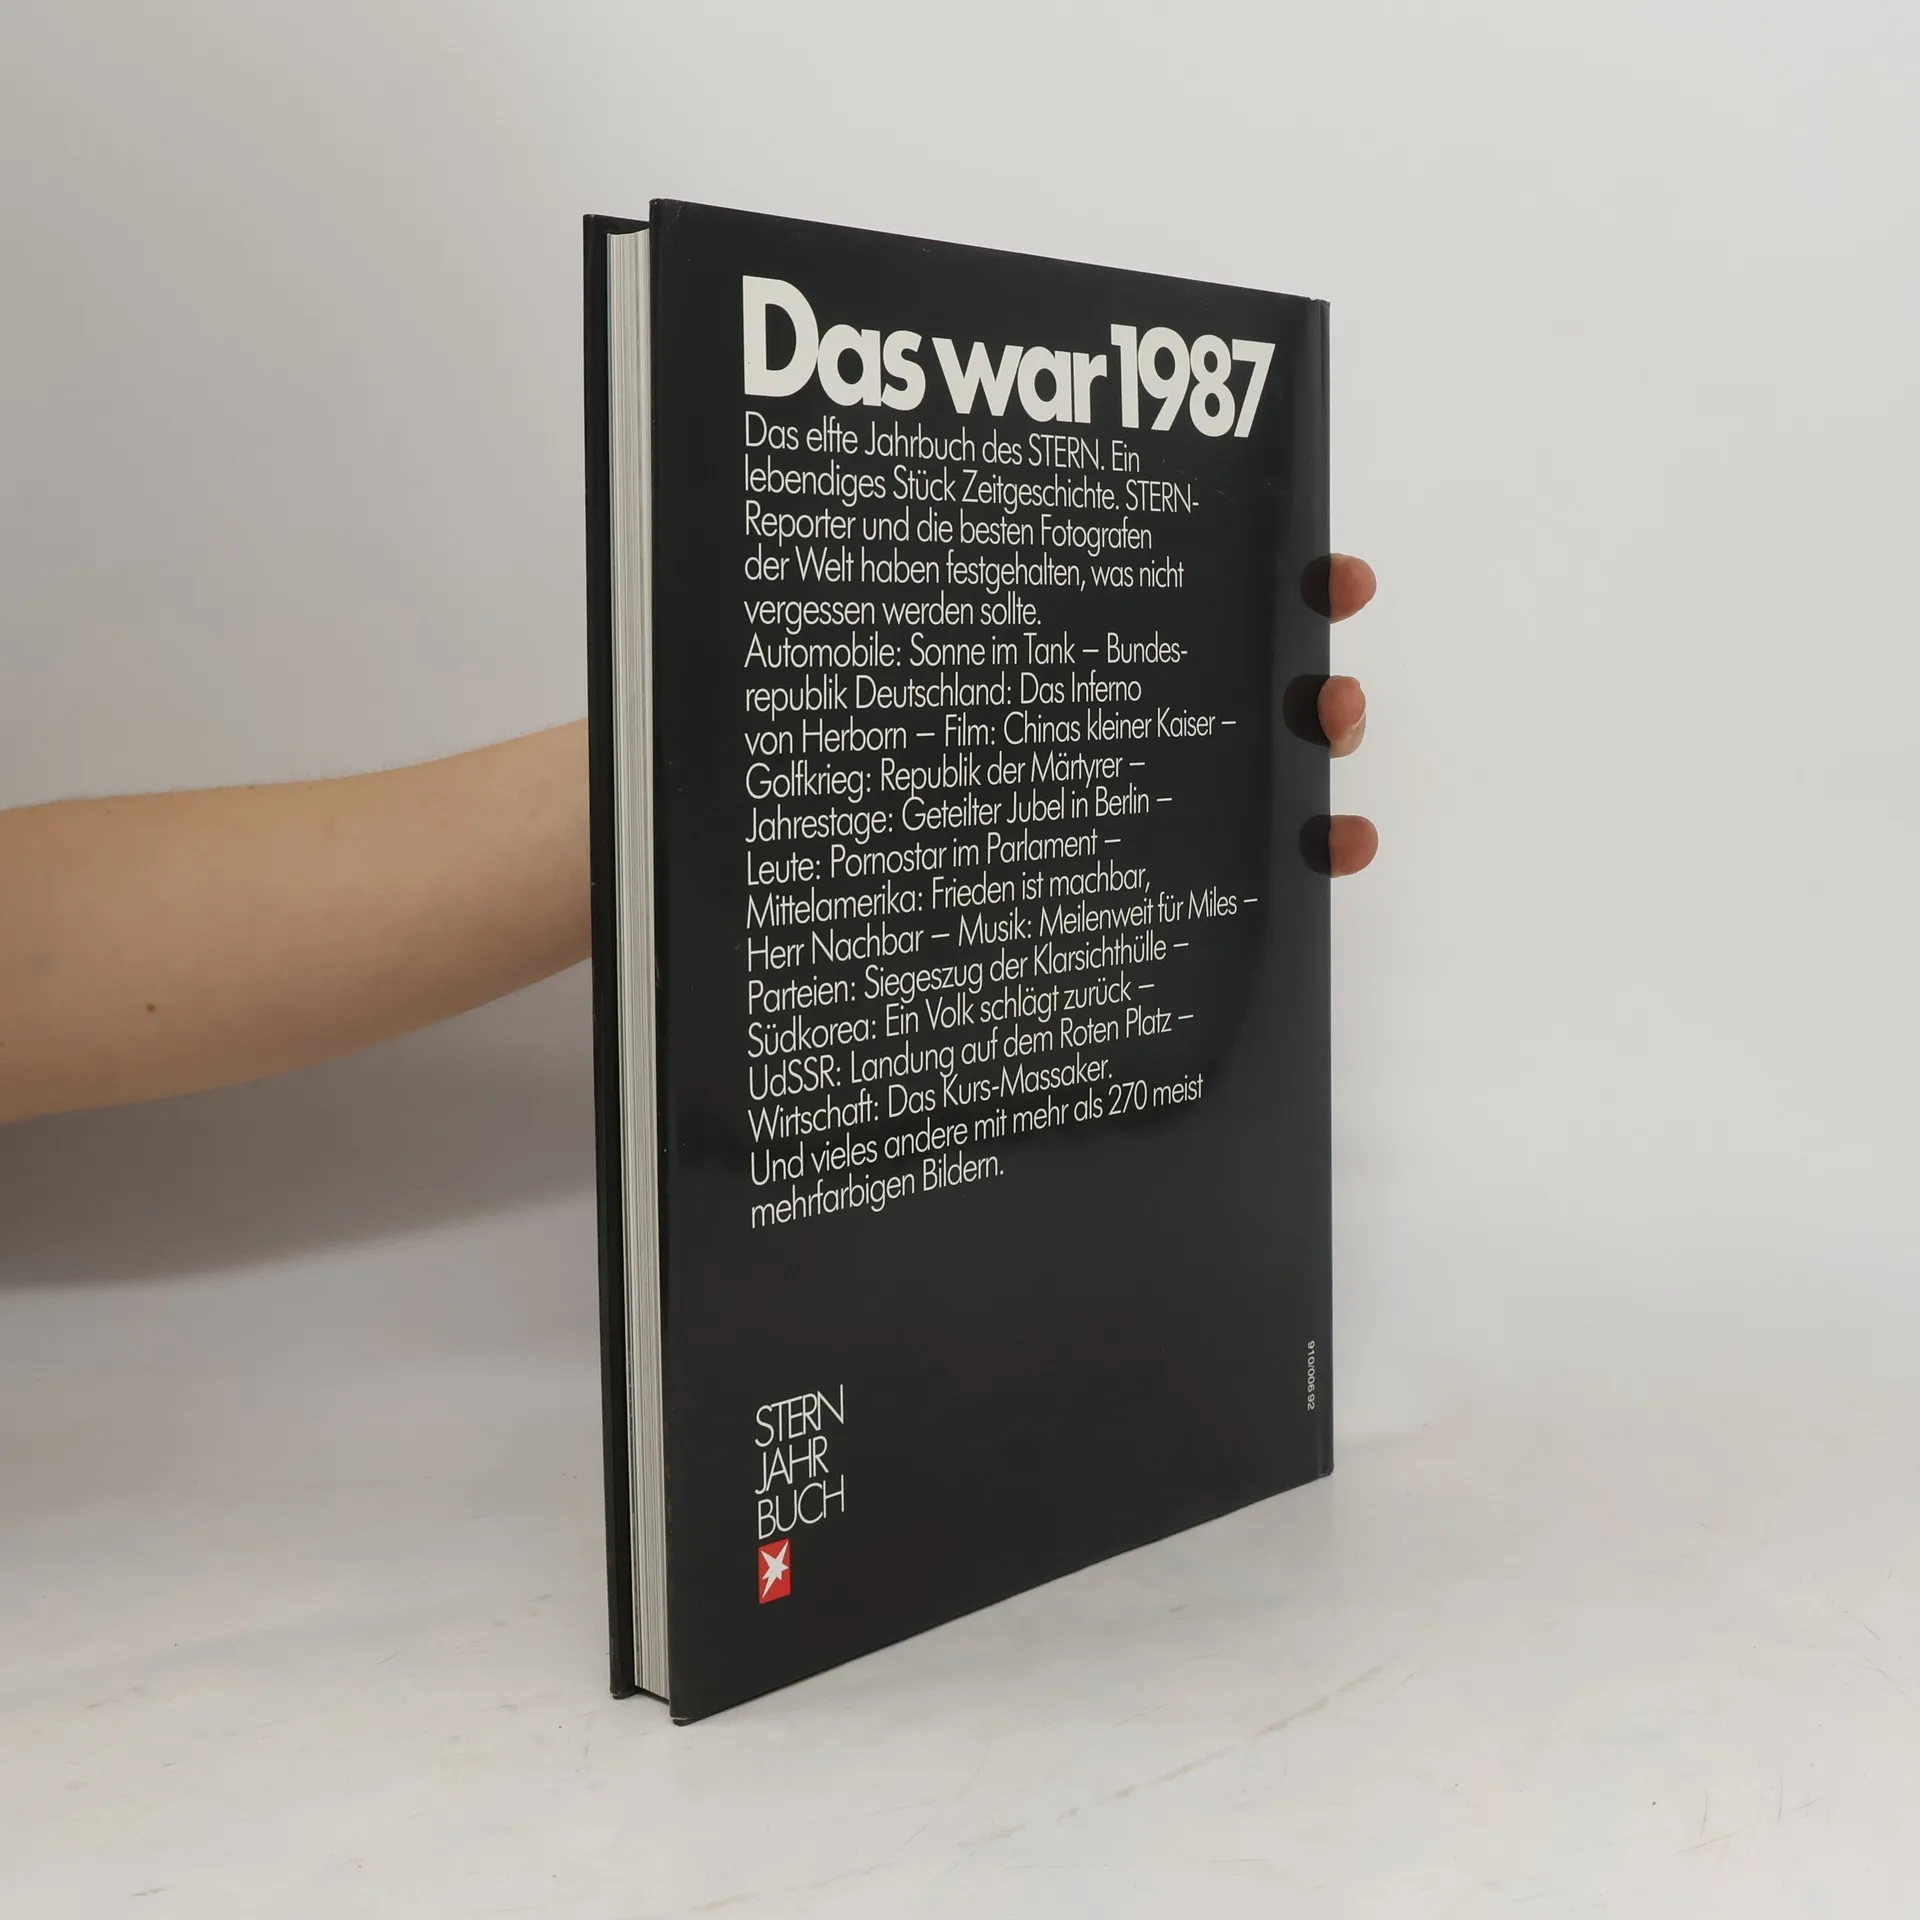 Das war 1987
Das elfte Jahrbuch des STERN. Ein
lebendiges Stück Zeitgeschichte. STERN-
Reporter und die besten Fotografen
der Welt haben festgehalten, was nicht
vergessen werden sollte.
Automobile: Sonne im Tank – Bundes-
republik Deutschland: Das Inferno
von Herborn – Film: Chinas kleiner Kaiser –
Golfkrieg: Republik der Märtyrer –
Jahrestage: Geteilter Jubel in Berlin –
Leute: Pornostar im Parlament –
Mittelamerika: Frieden ist machbar,
Herr Nachbar – Musik: Meilenweit für Miles –
Parteien: Siegeszug der Klarsichthülle –
Südkorea: Ein Volk schlägt zurück –
UdSSR: Landung auf dem Roten Platz –
Wirtschaft: Das Kurs-Massaker.
Und vieles andere mit mehr als 270 meist
mehrfarbigen Bildern.
910/006 92
STERN
JAHR
BUCH